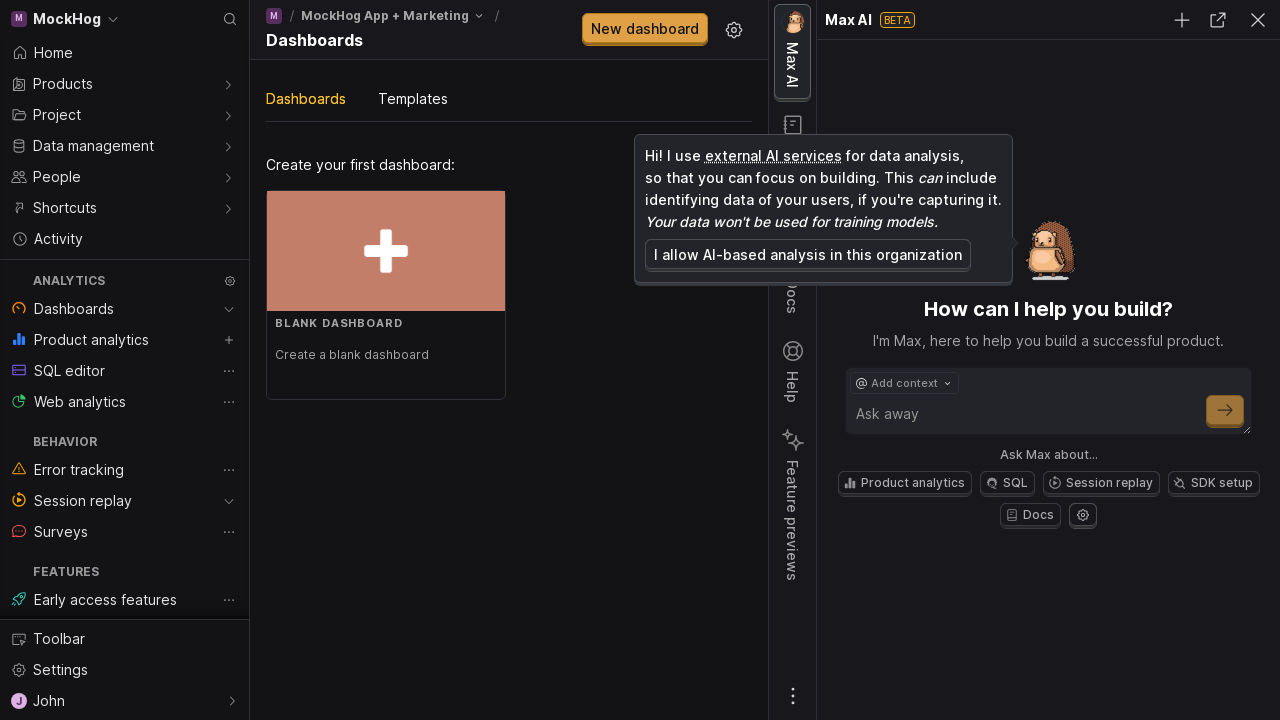 M MockHog
Home
Products
Project
Data management
People
Shortcuts
Activity
ANALYTICS
Dashboards
Product analytics
SQL editor
Web analytics
BEHAVIOR
Error tracking
Session replay
Surveys
FEATURES
Early access features
Toolbar
Settings
J John
M / MockHog App + Marketing /
Dashboards
New dashboard
Dashboards Templates
Create your first dashboard:
BLANK DASHBOARD
Create a blank dashboard
Max AI
Docs
Help
Feature previews
Max AI BETA
Hi! I use external AI services for data analysis,
so that you can focus on building. This can include
identifying data of your users, if you're capturing it.
Your data won't be used for training models.
I allow AI-based analysis in this organization
How can I help you build?
I'm Max, here to help you build a successful product.
@ Add context
Ask away
Ask Max about...
Product analytics SQL Session replay SDK setup
Docs